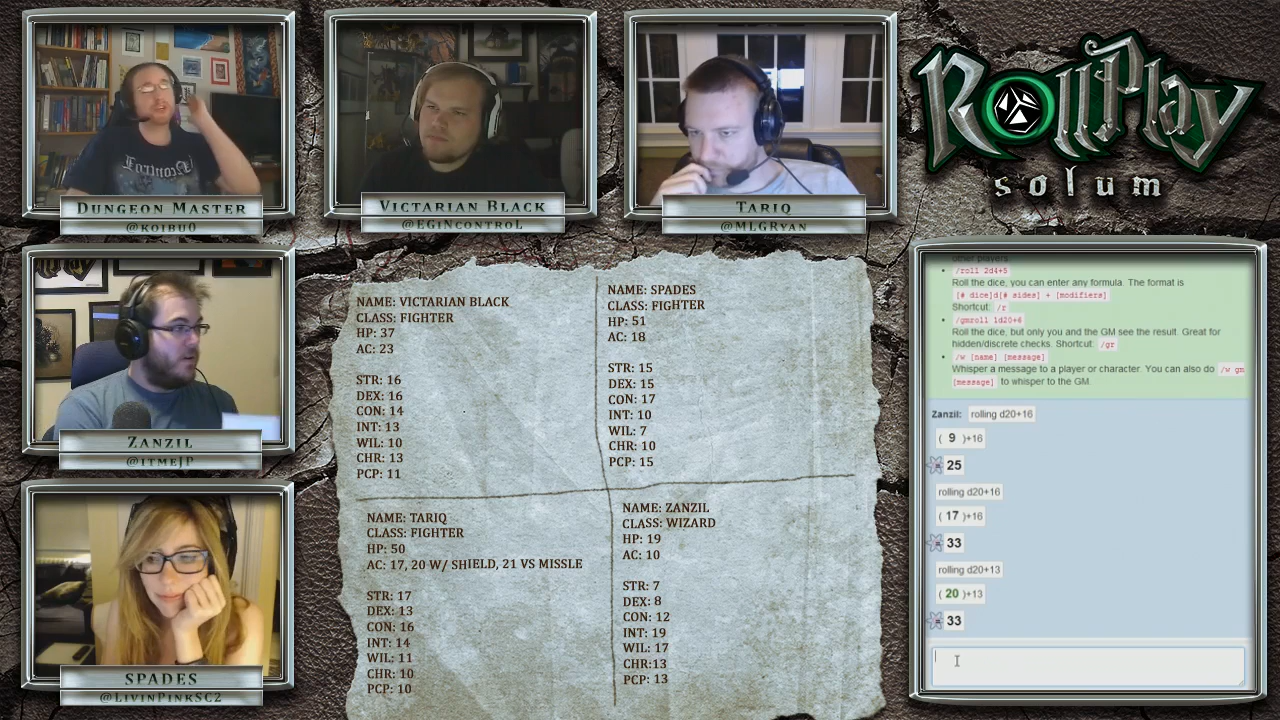 DUNGEON MASTER
@KOIBU0
VICTARIAN BLACK
@EGINCONTROL
TARIQ
@MLGRYAN
ROLLPLAY
solum
ZANZIL
@ITMEJP
SPADES
@LIVINPINKSC2
NAME: VICTARIAN BLACK
CLASS: FIGHTER
HP: 37
AC: 23
STR: 16
DEX: 16
CON: 14
INT: 13
WIL: 10
CHR: 13
PCP: 11
NAME: SPADES
CLASS: FIGHTER
HP: 51
AC: 18
STR: 15
DEX: 15
CON: 17
INT: 10
WIL: 7
CHR: 10
PCP: 15
NAME: TARIQ
CLASS: FIGHTER
HP: 50
AC: 17, 20 W/ SHIELD, 21 VS MISSLE
STR: 17
DEX: 13
CON: 16
INT: 14
WIL: 11
CHR: 10
PCP: 10
NAME: ZANZIL
CLASS: WIZARD
HP: 19
AC: 10
STR: 7
DEX: 8
CON: 12
INT: 19
WIL: 17
CHR:13
PCP: 13
other players.
/roll 2d4+5
Roll the dice, you can enter any formula. The format is
[# dice]d[# sides] + [modifiers]
Shortcut: /r
/gmroll 1d20+6
Roll the dice, but only you and the GM see the result. Great for
hidden/discrete checks. Shortcut: /gr
/w [name] [message]
Whisper a message to a player or character. You can also do /w gm
[message] to whisper to the GM.
Zanzil: rolling d20+16
( 9 )+16
25
rolling d20+16
( 17 )+16
33
rolling d20+13
( 20 )+13
33